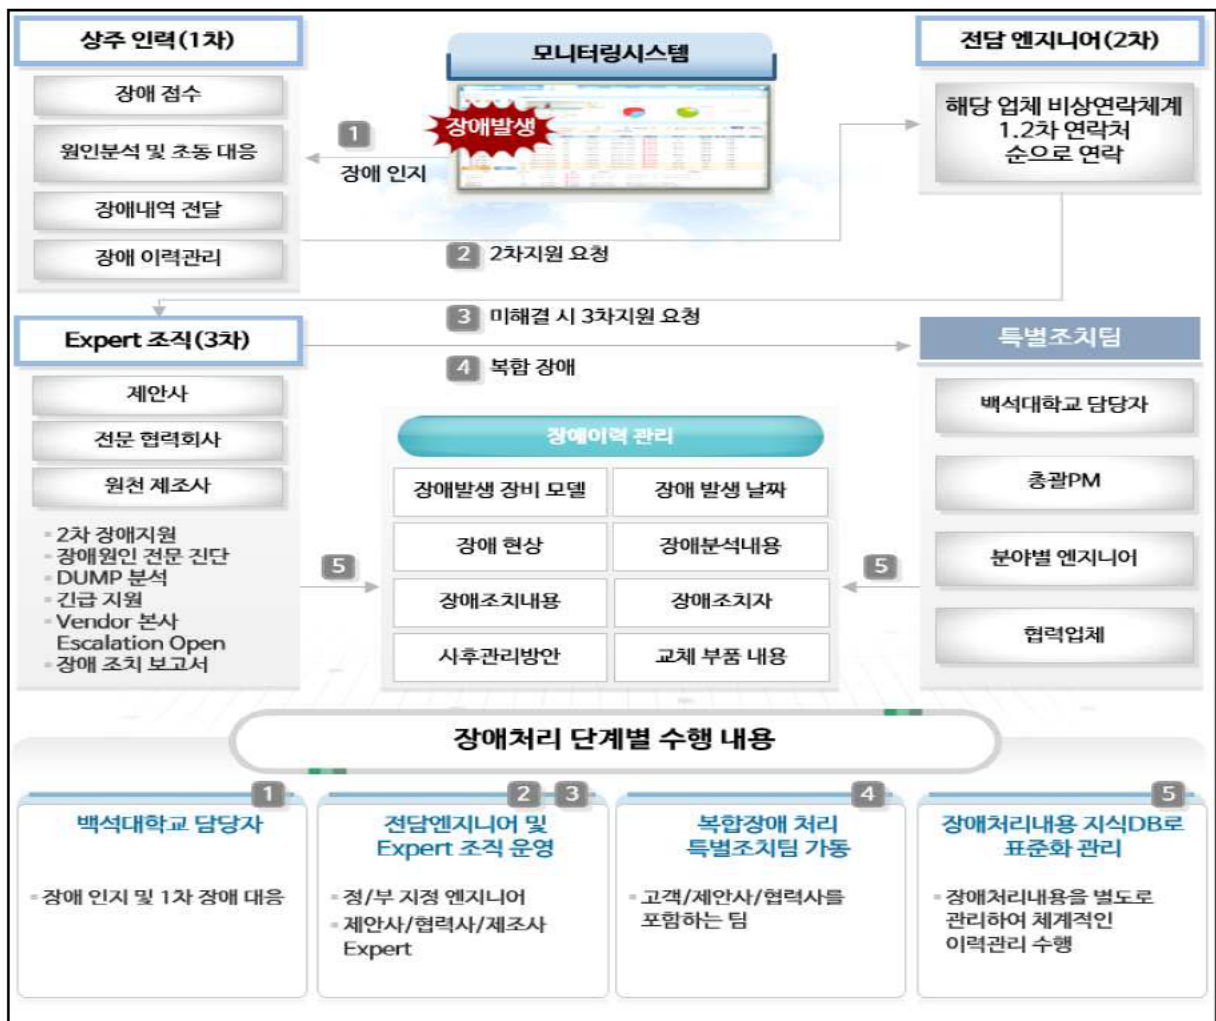 상주 인력(1차)
장애 접수
원인분석 및 초동 대응
장애내역 전달
장애 이력관리
모니터링시스템
장애발생
1
장애 인지
전담 엔지니어(2차)
해당 업체 비상연락체계
1.2차 연락처
순으로 연락
2 2차지원 요청
3 미해결 시 3차지원 요청
Expert 조직(3차)
제안사
전문 협력회사
원천 제조사
2차 장애지원
장애원인 전문 진단
DUMP 분석
긴급 지원
Vendor 본사
Escalation Open
장애 조치 보고서
4 복합 장애
특별조치팀
백석대학교 담당자
총괄PM
분야별 엔지니어
협력업체
5
장애이력 관리
장애발생 장비 모델
장애 발생 날짜
장애 현상
장애분석내용
장애조치내용
장애조치자
사후관리방안
교체 부품 내용
5
장애처리 단계별 수행 내용
1
백석대학교 담당자
장애 인지 및 1차 장애 대응
2 3
전담엔지니어 및
Expert 조직 운영
정/부 지정 엔지니어
제안사/협력사/제조사
Expert
4
복합장애 처리
특별조치팀 가동
고객/제안사/협력사를
포함하는 팀
5
장애처리내용 지식DB로
표준화 관리
장애처리내용을 별도로
관리하여 체계적인
이력관리 수행